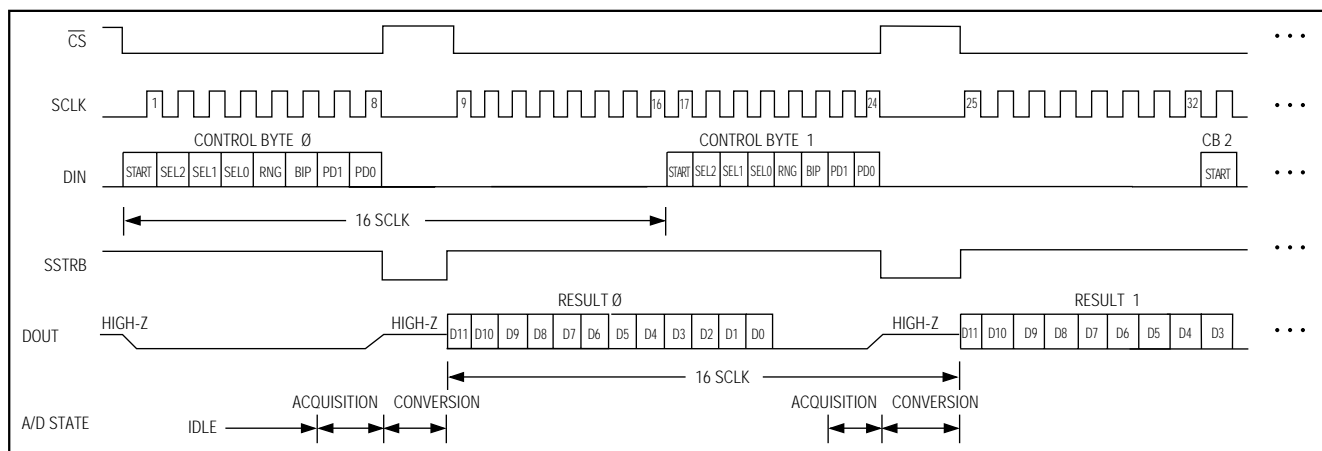 CS • • •
SCLK 1 8 9 16 17 24 25 32 • • •
CONTROL BYTE Ø CONTROL BYTE 1 CB 2
DIN START SEL2 SEL1 SEL0 RNG BIP PD1 PD0 START SEL2 SEL1 SEL0 RNG BIP PD1 PD0 START • • •
16 SCLK
SSTRB • • •
RESULT Ø RESULT 1
DOUT HIGH-Z HIGH-Z D11 D10 D9 D8 D7 D6 D5 D4 D3 D2 D1 D0 HIGH-Z D11 D10 D9 D8 D7 D6 D5 D4 D3 • • •
16 SCLK
ACQUISITION CONVERSION ACQUISITION CONVERSION
A/D STATE IDLE